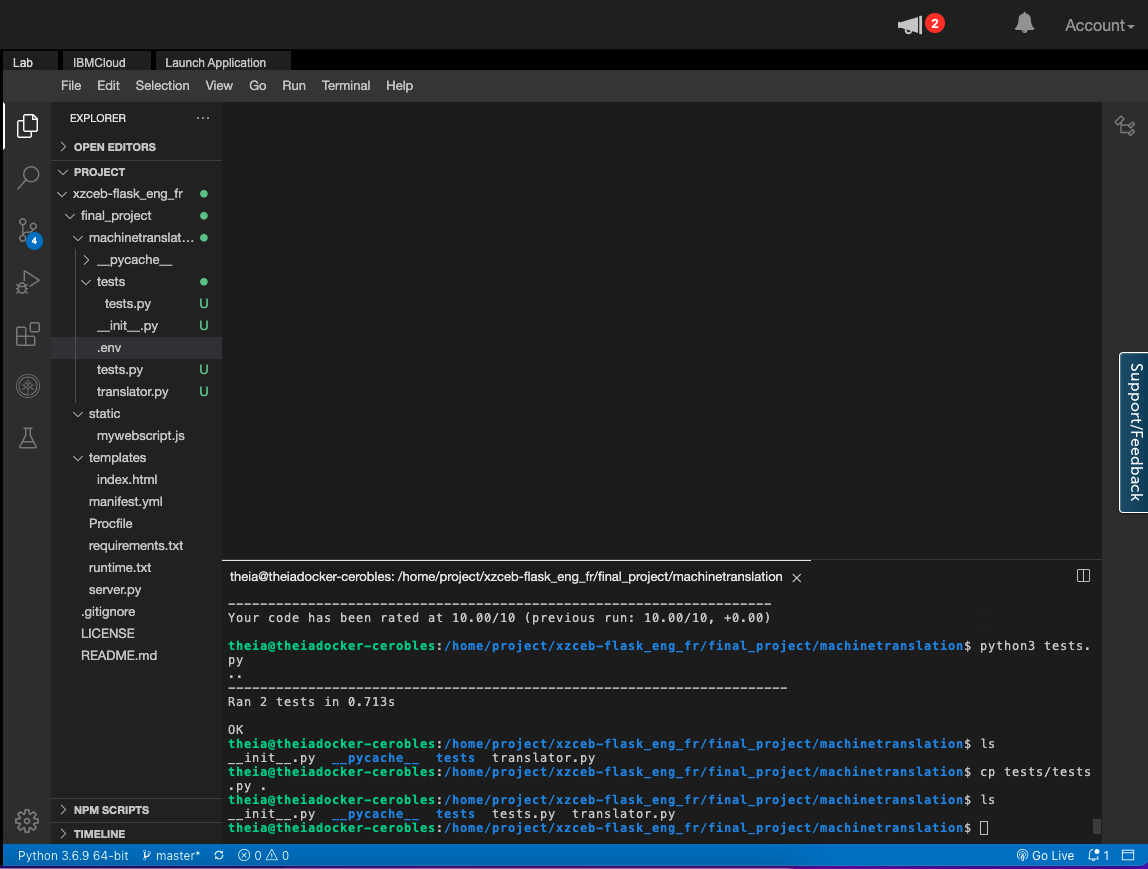 2
Account
Lab IBMCloud Launch Application
File Edit Selection View Go Run Terminal Help
EXPLORER ...
OPEN EDITORS
PROJECT
xzceb-flask_eng_fr
final_project
machinetranslat...
__pycache__
tests
tests.py U
__init__.py U
.env
tests.py U
translator.py U
static
mywebscript.js
templates
index.html
manifest.yml
Procfile
requirements.txt
runtime.txt
server.py
.gitignore
LICENSE
README.md
NPM SCRIPTS
TIMELINE
4
Support/Feedback
theia@theiadocker-cerobles: /home/project/xzceb-flask_eng_fr/final_project/machinetranslation
--------------------------------------------------------------------
Your code has been rated at 10.00/10 (previous run: 10.00/10, +0.00)
theia@theiadocker-cerobles:/home/project/xzceb-flask_eng_fr/final_project/machinetranslation$ python3 tests.
py
..
----------------------------------------------------------------------
Ran 2 tests in 0.713s
OK
theia@theiadocker-cerobles:/home/project/xzceb-flask_eng_fr/final_project/machinetranslation$ ls
__init__.py __pycache__ tests translator.py
theia@theiadocker-cerobles:/home/project/xzceb-flask_eng_fr/final_project/machinetranslation$ cp tests/tests
.py .
theia@theiadocker-cerobles:/home/project/xzceb-flask_eng_fr/final_project/machinetranslation$ ls
__init__.py __pycache__ tests tests.py translator.py
theia@theiadocker-cerobles:/home/project/xzceb-flask_eng_fr/final_project/machinetranslation$
Python 3.6.9 64-bit master* 0 0 Go Live 1